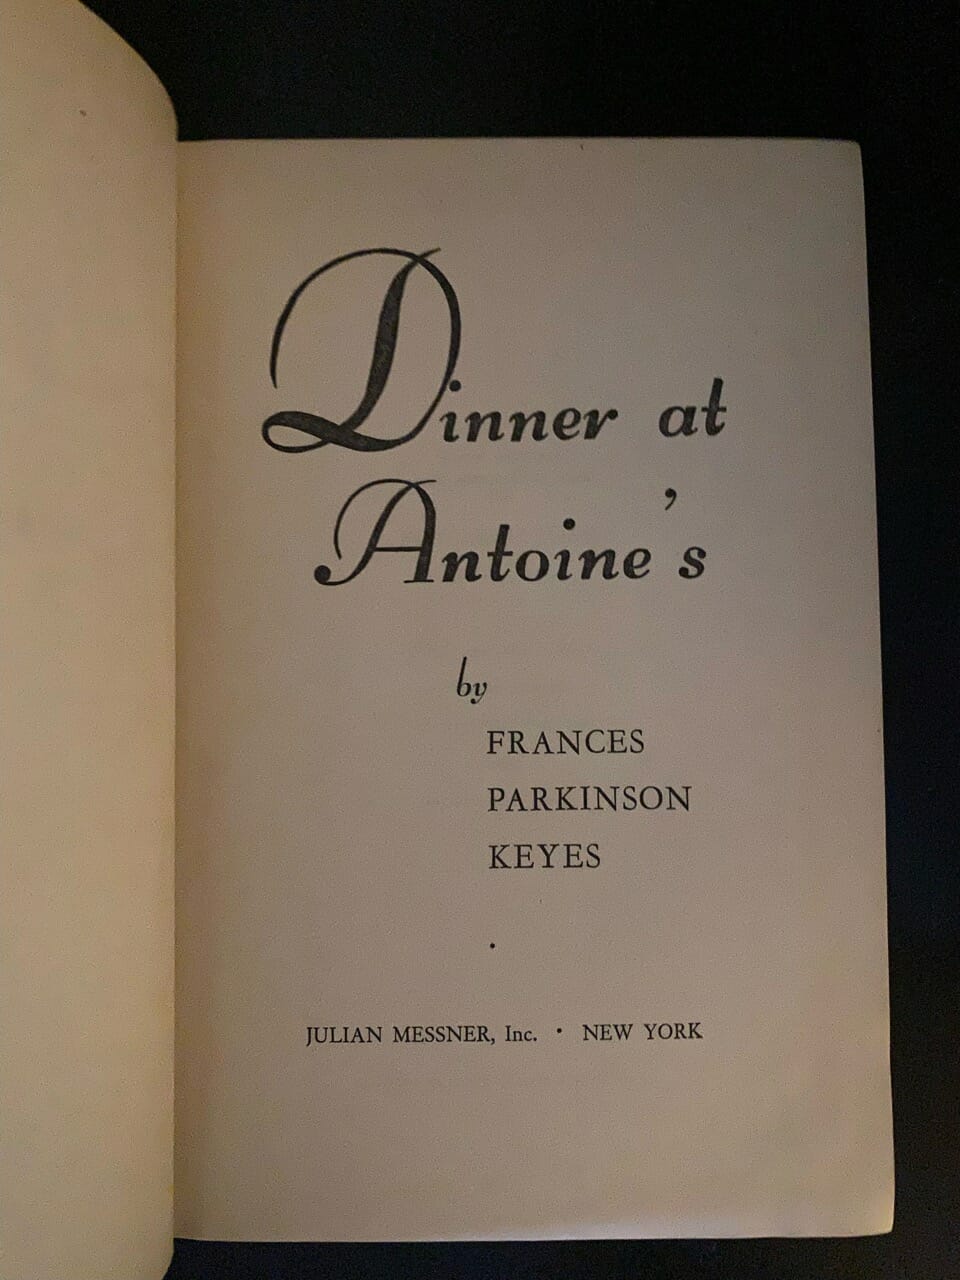 Dinner at
Antoine's
by
FRANCES
PARKINSON
KEYES
JULIAN MESSNER, Inc. • NEW YORK